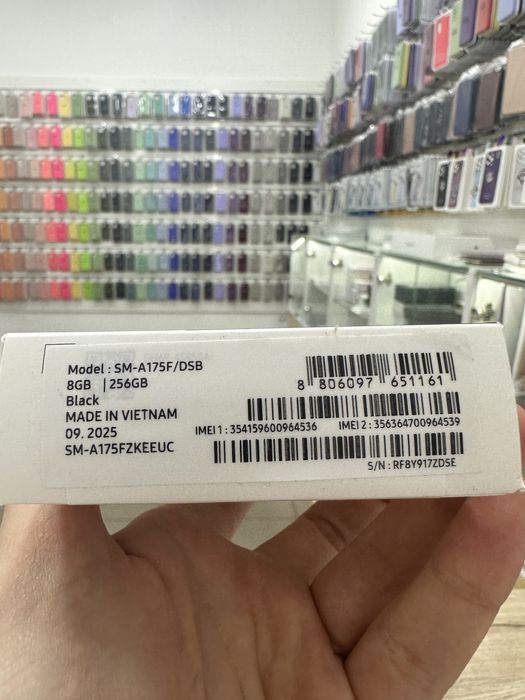 Model : SM-A175F/DSB
8GB | 256GB
Black
MADE IN VIETNAM
09. 2025
SM-A175FZKEEUC
8 806097 651161
IMEI 1 : 354159600964536 IMEI 2 : 356364700964539
S/N : RF8Y917ZDSE